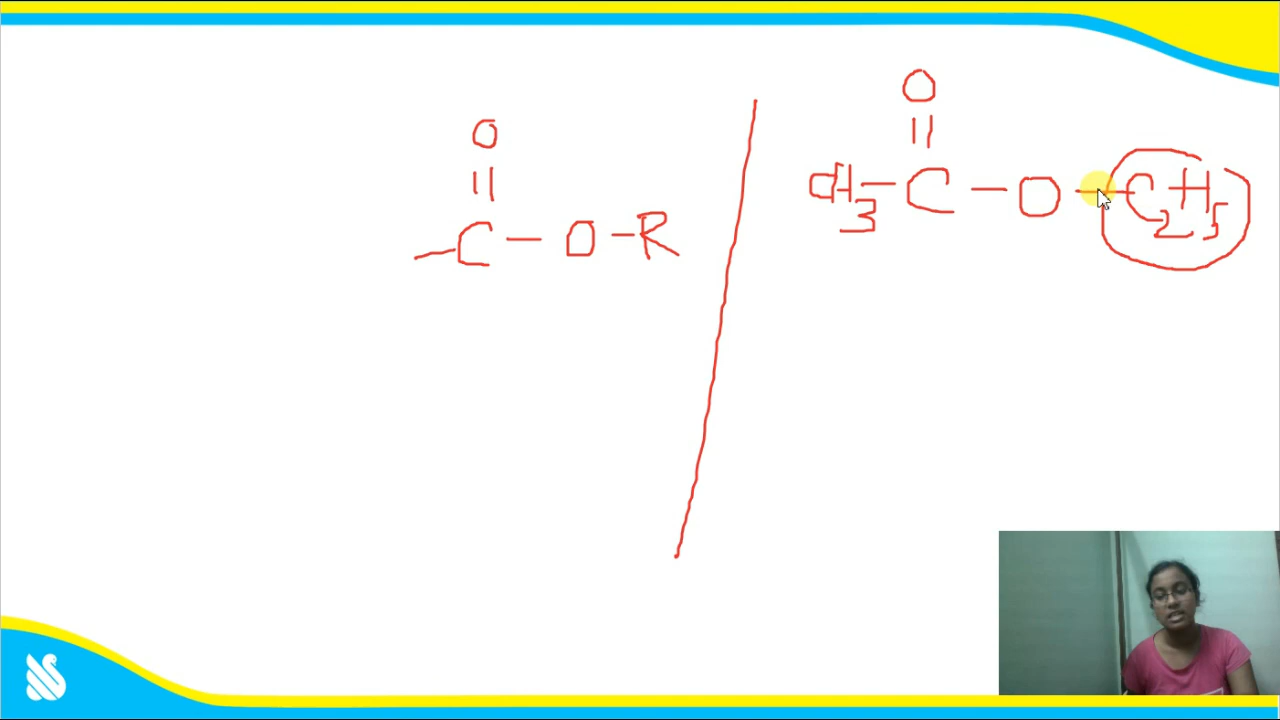 O
||
– C – O – R
O
||
CH3 – C – O – C2H5